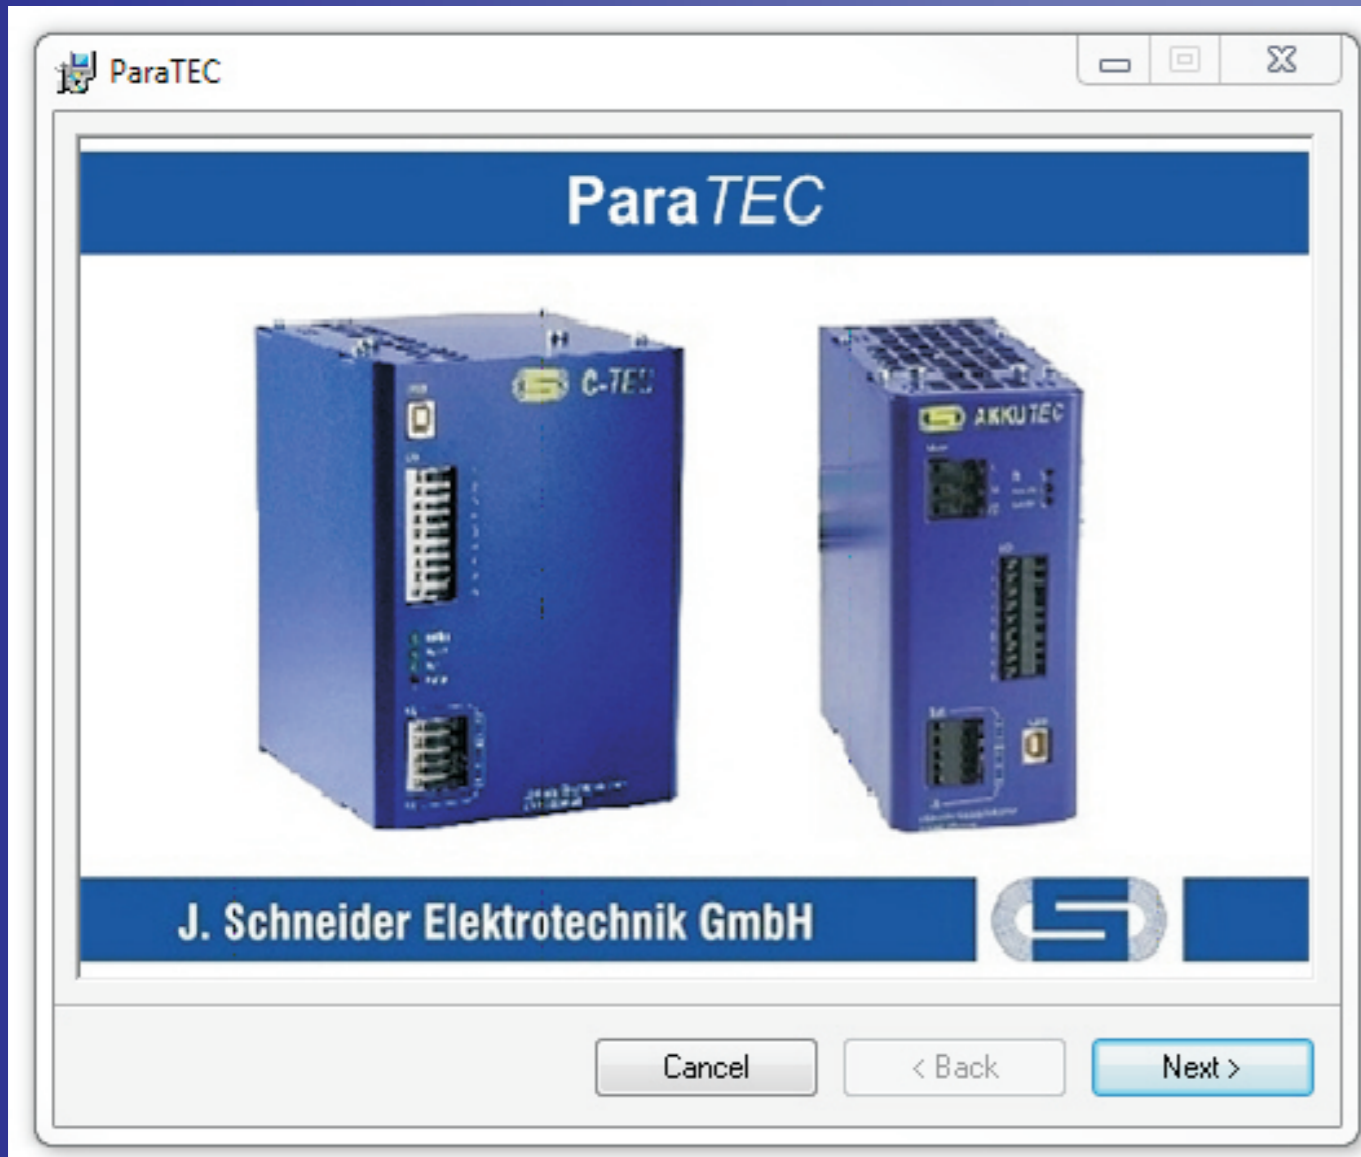 ParaTEC
ParaTEC
C-TEC
AKKUTEC
J. Schneider Elektrotechnik GmbH
Cancel
< Back
Next >